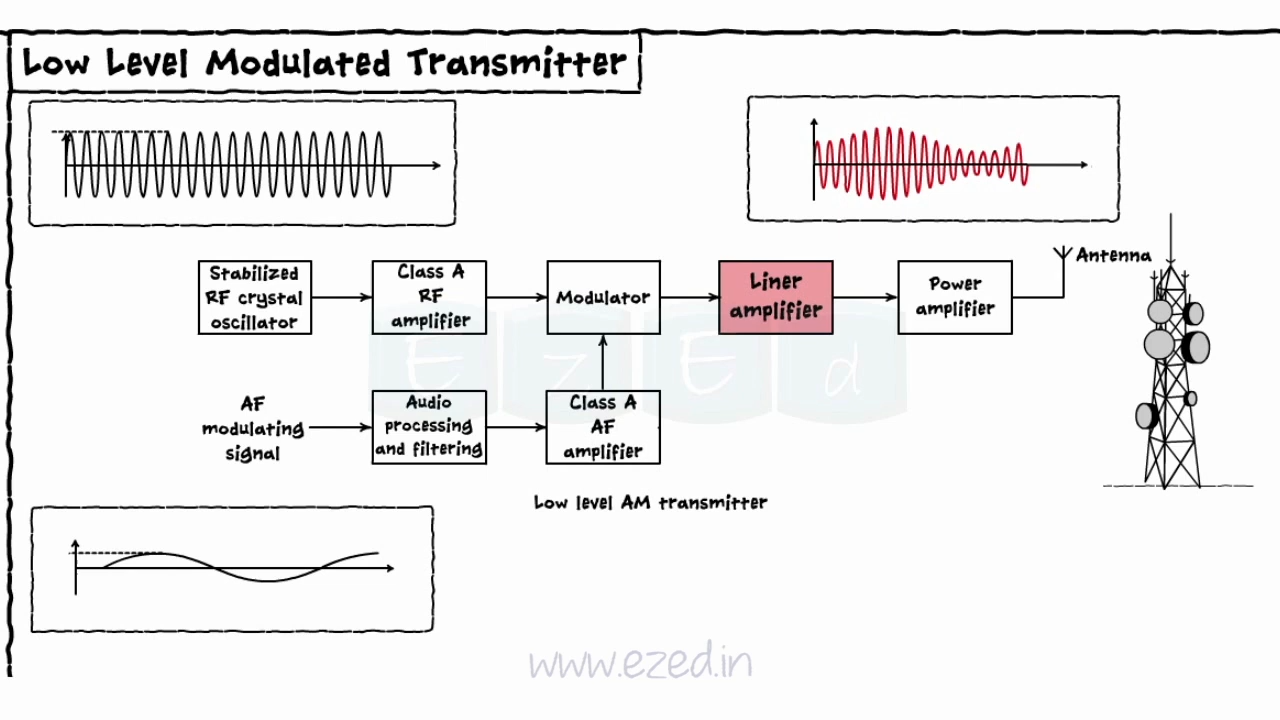 Low Level Modulated Transmitter
Antenna
Stabilized
RF crystal
oscillator
Class A
RF
amplifier
Modulator
Liner
amplifier
Power
amplifier
AF
modulating
signal
Audio
processing
and filtering
Class A
AF
amplifier
Low level AM transmitter
EzEd
www.ezed.in